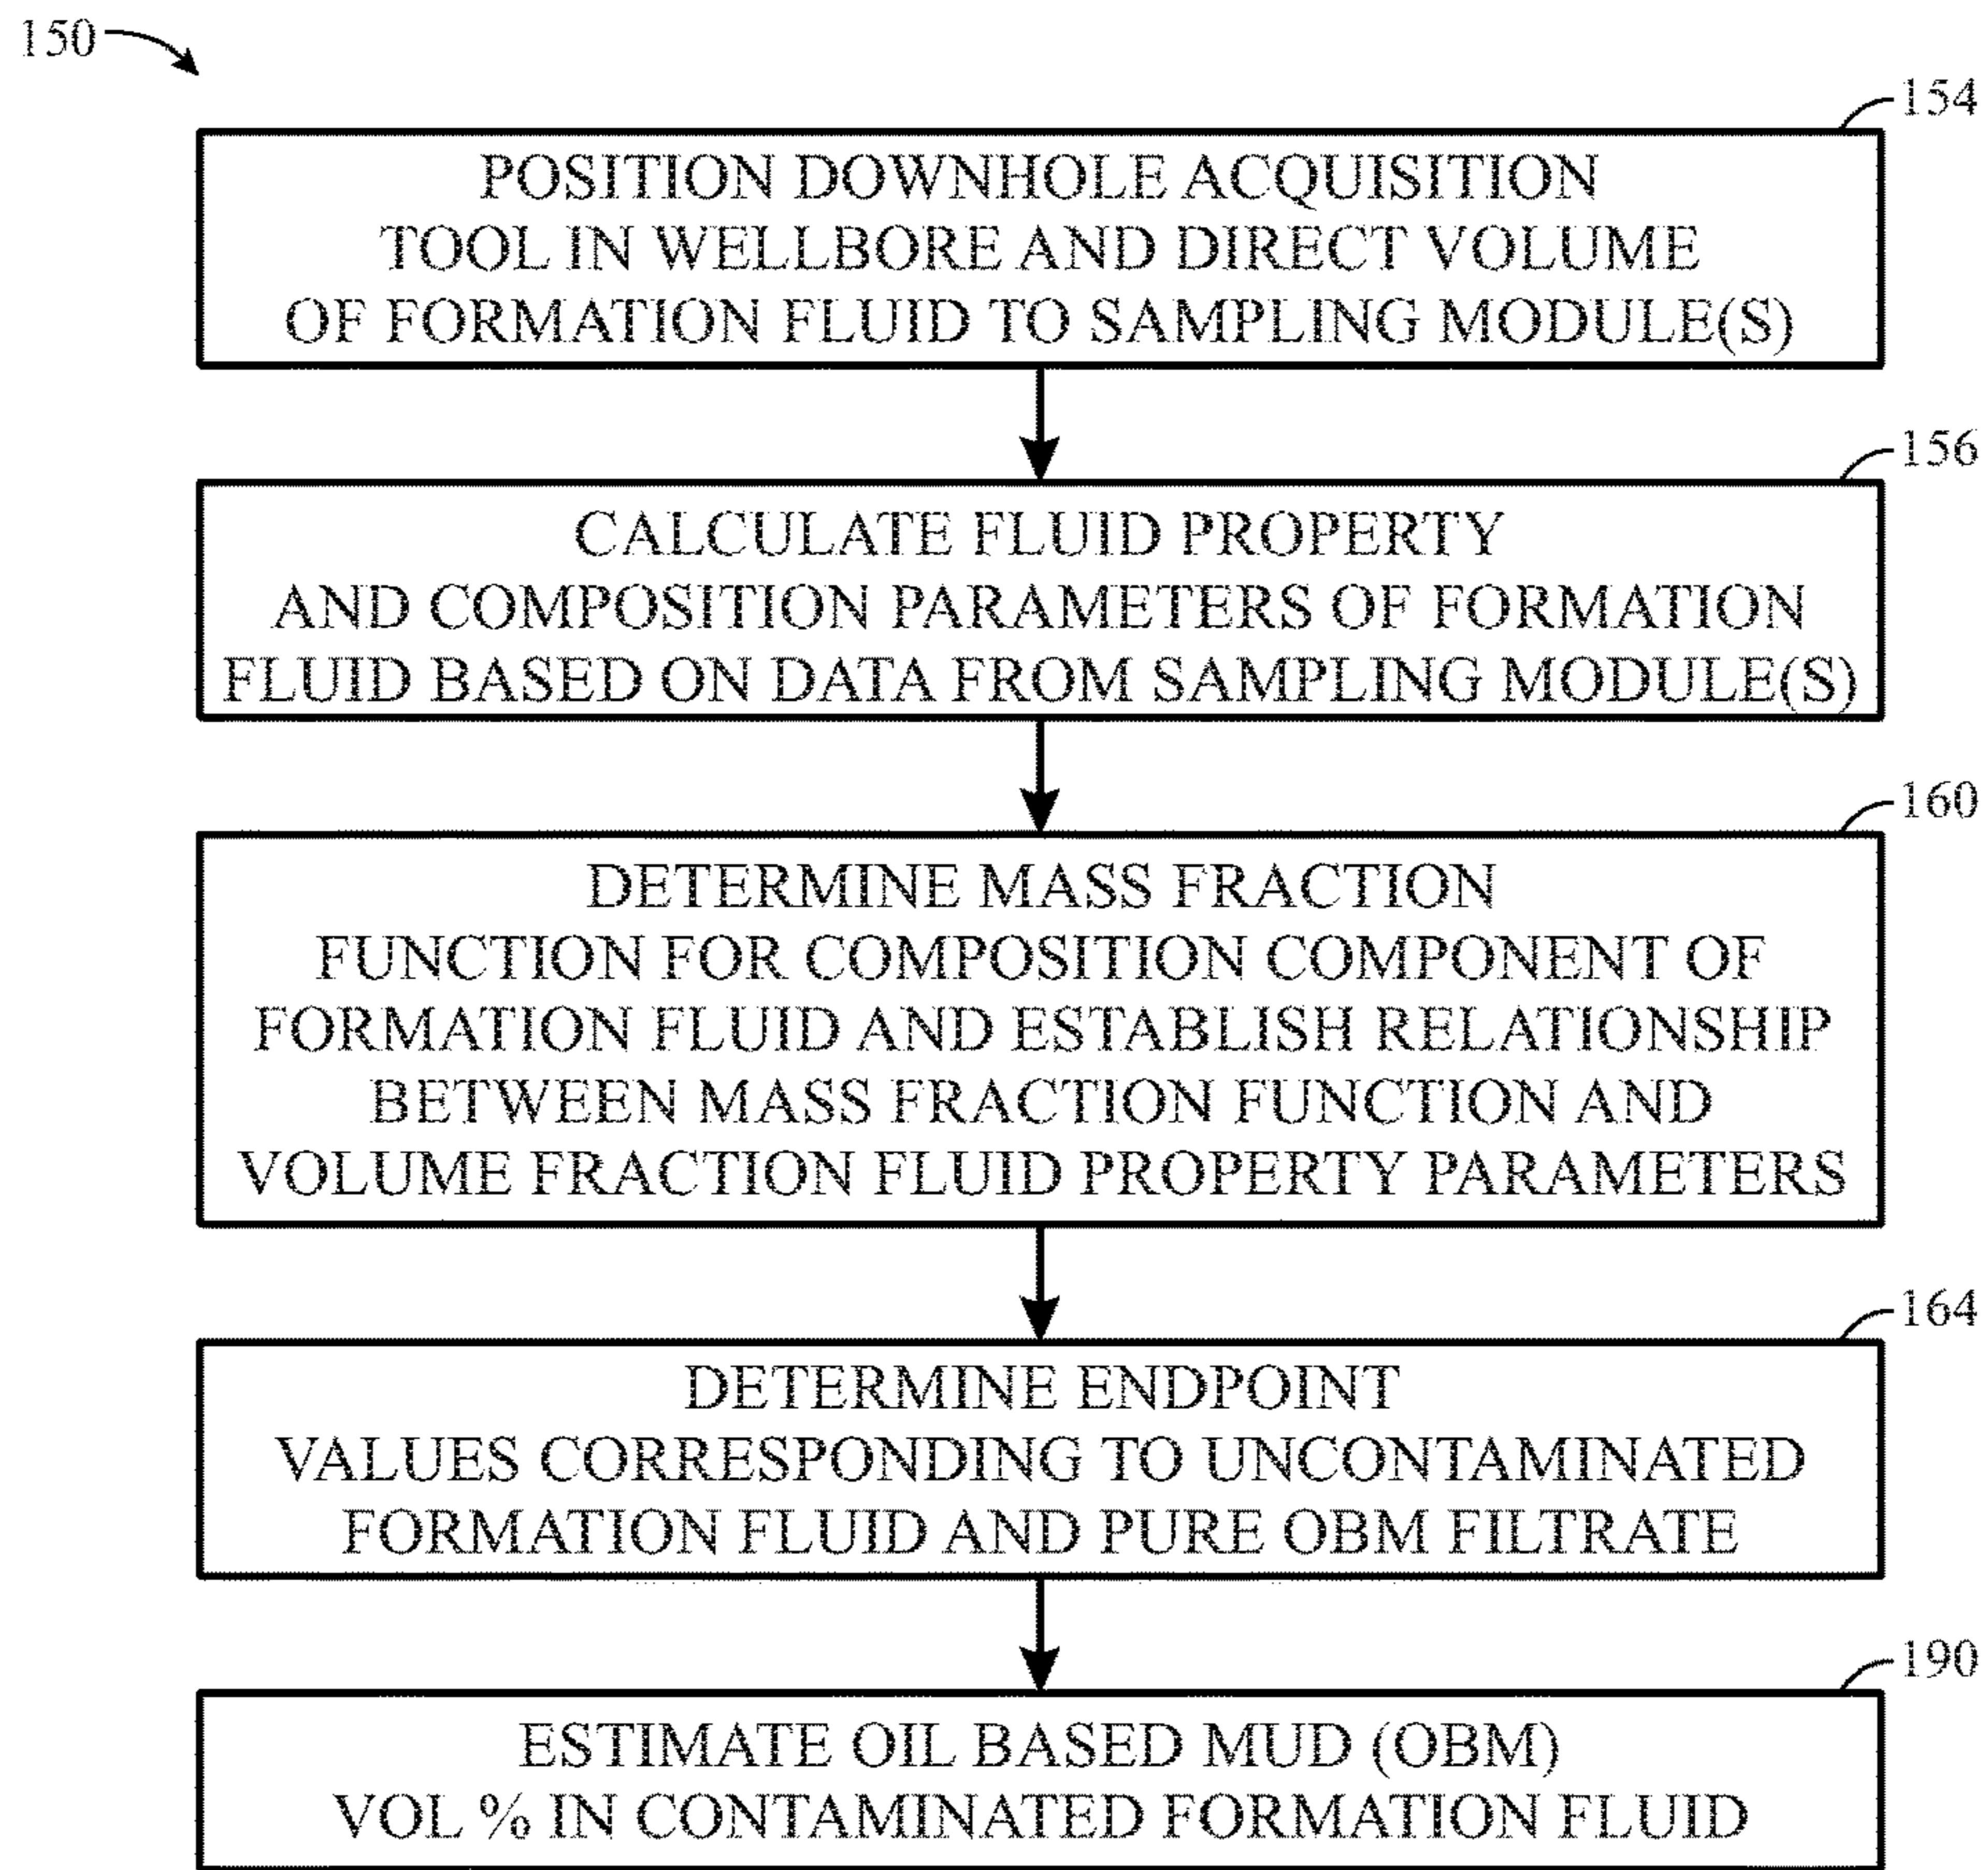 150
154
POSITION DOWNHOLE ACQUISITION
TOOL IN WELLBORE AND DIRECT VOLUME
OF FORMATION FLUID TO SAMPLING MODULE(S)
156
CALCULATE FLUID PROPERTY
AND COMPOSITION PARAMETERS OF FORMATION
FLUID BASED ON DATA FROM SAMPLING MODULE(S)
160
DETERMINE MASS FRACTION
FUNCTION FOR COMPOSITION COMPONENT OF
FORMATION FLUID AND ESTABLISH RELATIONSHIP
BETWEEN MASS FRACTION FUNCTION AND
VOLUME FRACTION FLUID PROPERTY PARAMETERS
164
DETERMINE ENDPOINT
VALUES CORRESPONDING TO UNCONTAMINATED
FORMATION FLUID AND PURE OBM FILTRATE
190
ESTIMATE OIL BASED MUD (OBM)
VOL % IN CONTAMINATED FORMATION FLUID